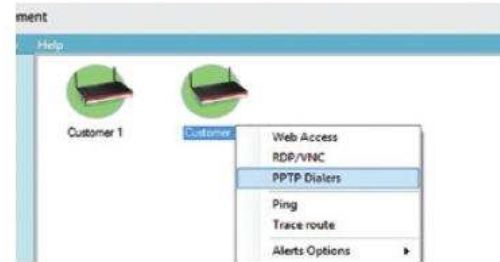 ment
Help
Customer 1
Customer
Web Access
RDP/VNC
PPTP Dialers
Ping
Trace route
Alerts Options